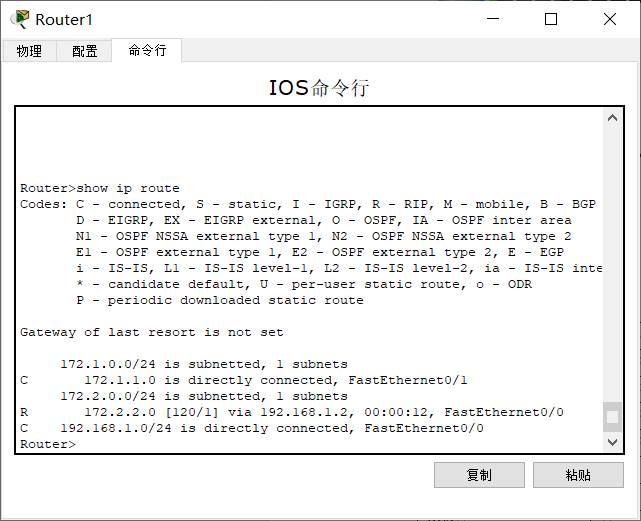 Router1
物理 配置 命令行
IOS命令行
Router>show ip route
Codes: C - connected, S - static, I - IGRP, R - RIP, M - mobile, B - BGP
D - EIGRP, EX - EIGRP external, O - OSPF, IA - OSPF inter area
N1 - OSPF NSSA external type 1, N2 - OSPF NSSA external type 2
E1 - OSPF external type 1, E2 - OSPF external type 2, E - EGP
i - IS-IS, L1 - IS-IS level-1, L2 - IS-IS level-2, ia - IS-IS inte
* - candidate default, U - per-user static route, o - ODR
P - periodic downloaded static route
Gateway of last resort is not set
172.1.0.0/24 is subnetted, 1 subnets
C 172.1.1.0 is directly connected, FastEthernet0/1
172.2.0.0/24 is subnetted, 1 subnets
R 172.2.2.0 [120/1] via 192.168.1.2, 00:00:12, FastEthernet0/0
C 192.168.1.0/24 is directly connected, FastEthernet0/0
Router>
复制 粘贴